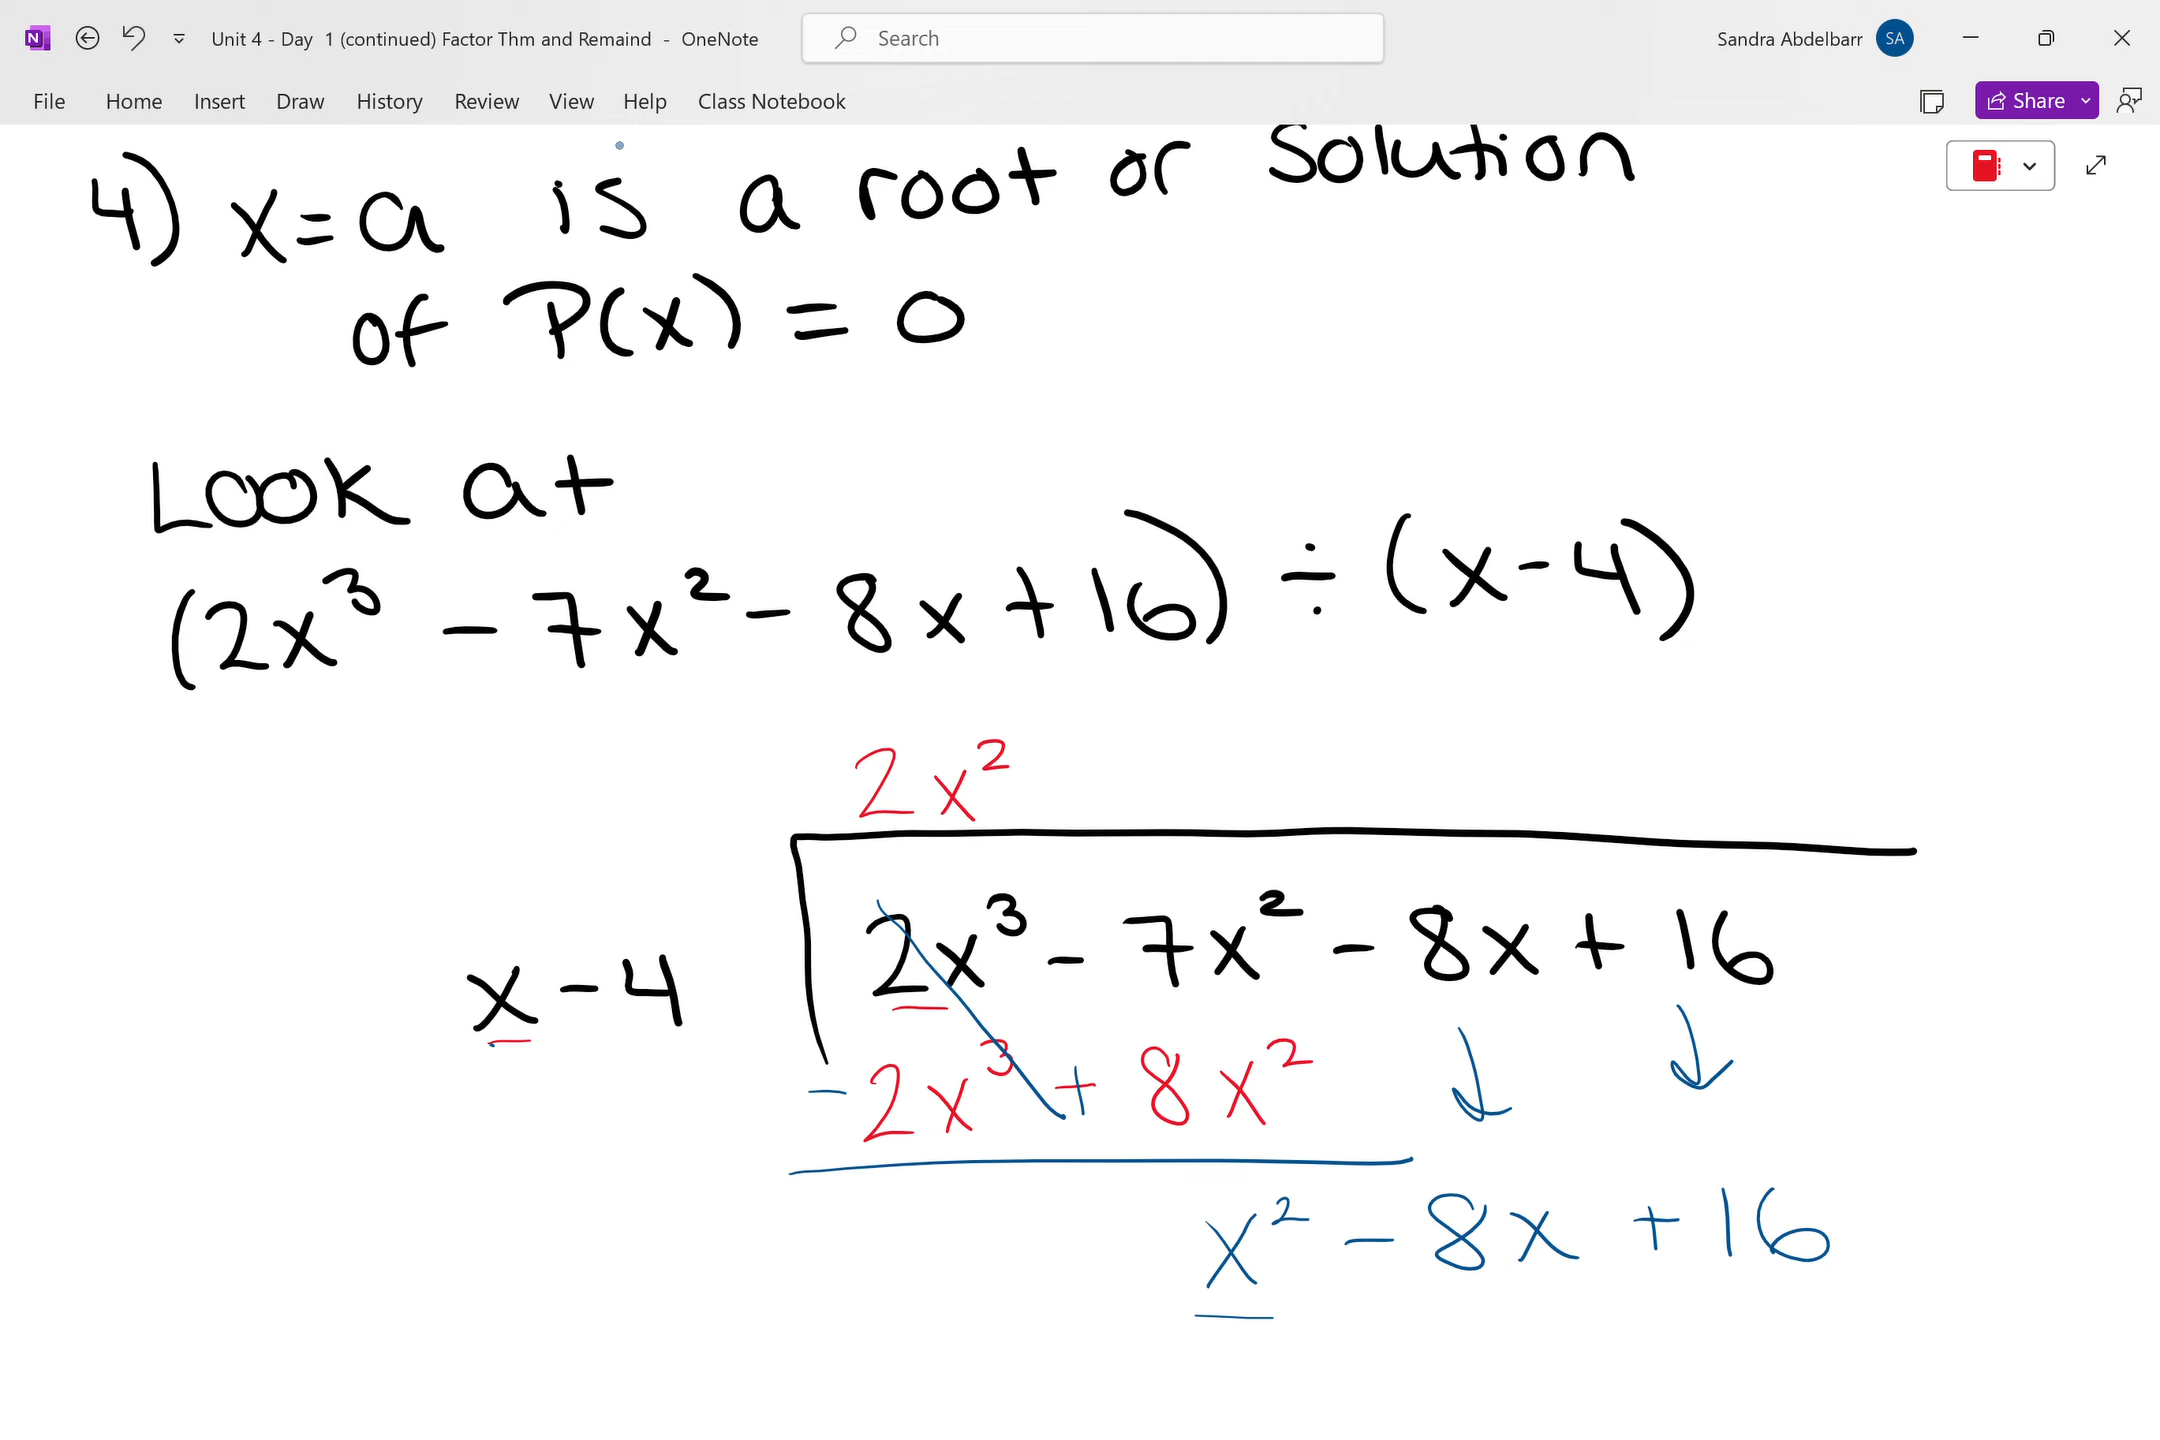 Unit 4 - Day 1 (continued) Factor Thm and Remaind - OneNote
Search
Sandra Abdelbarr SA
File Home Insert Draw History Review View Help Class Notebook
Share
4) x = a is a root or solution
of P(x) = 0
Look at
(2x³ - 7x² - 8x + 16) ÷ (x - 4)
2x²
x - 4 2x³ - 7x² - 8x + 16
- 2x³ + 8x²
x² - 8x + 16